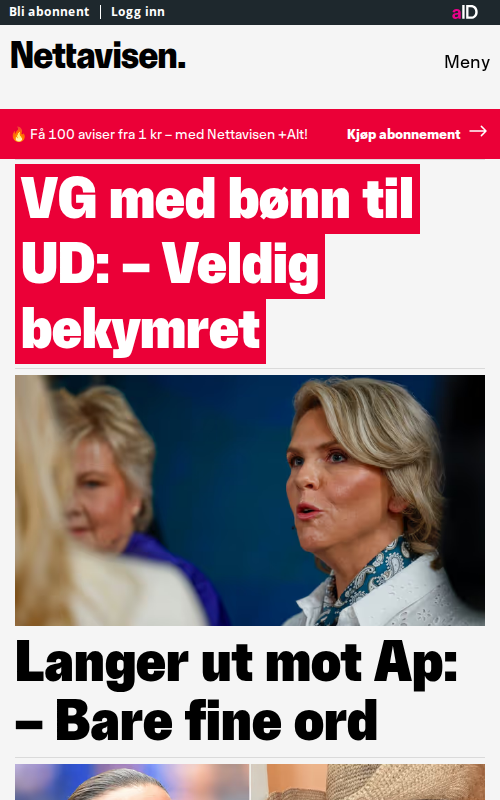 Bli abonnent | Logg inn
aID
Nettavisen.
Meny
🔥 Få 100 aviser fra 1 kr – med Nettavisen +Alt!
Kjøp abonnement →
VG med bønn til
UD: – Veldig
bekymret
Langer ut mot Ap:
– Bare fine ord